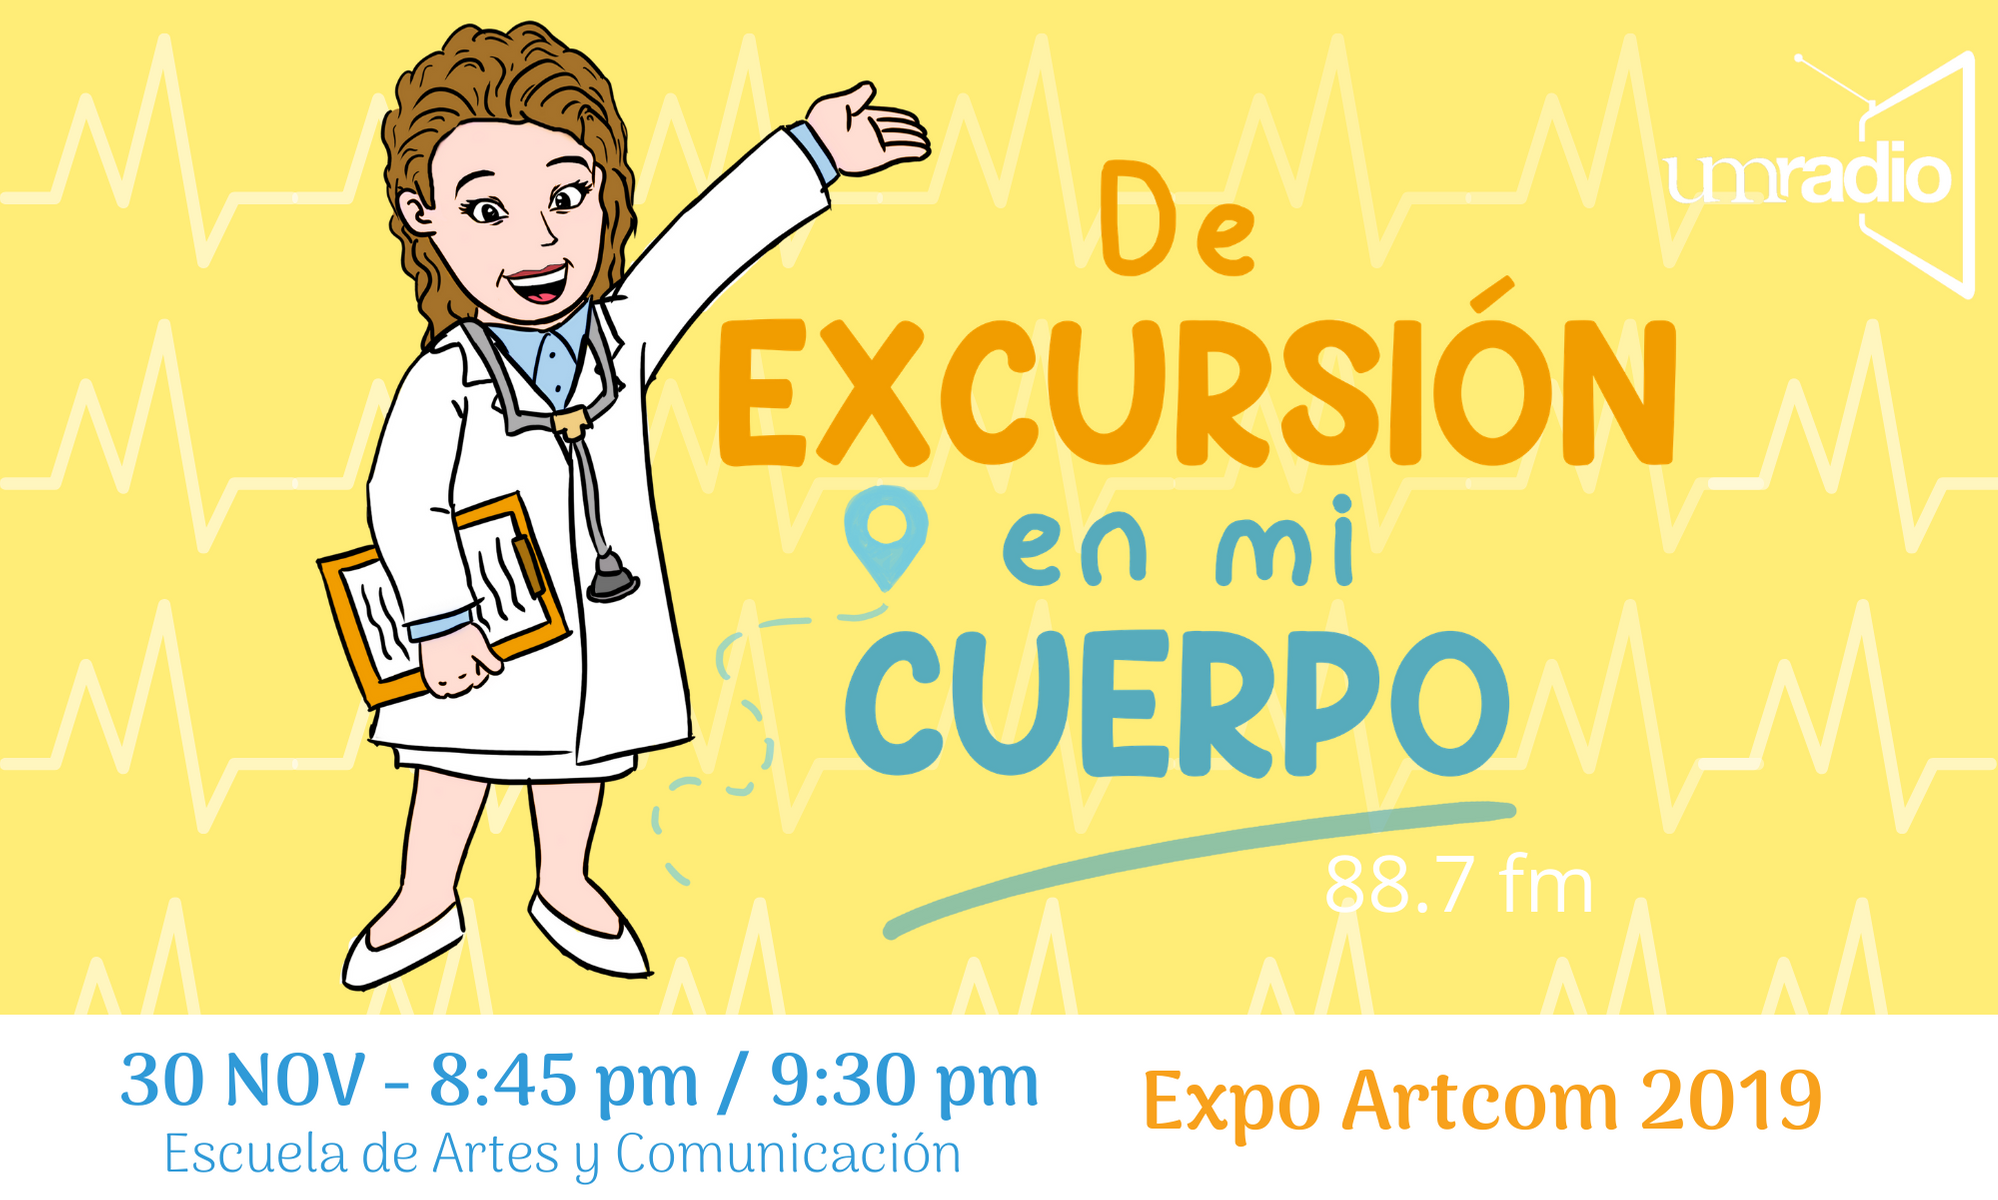 umradio
De
EXCURSIÓN
en mi
CUERPO
88.7 fm
30 NOV - 8:45 pm / 9:30 pm
Escuela de Artes y Comunicación
Expo Artcom 2019